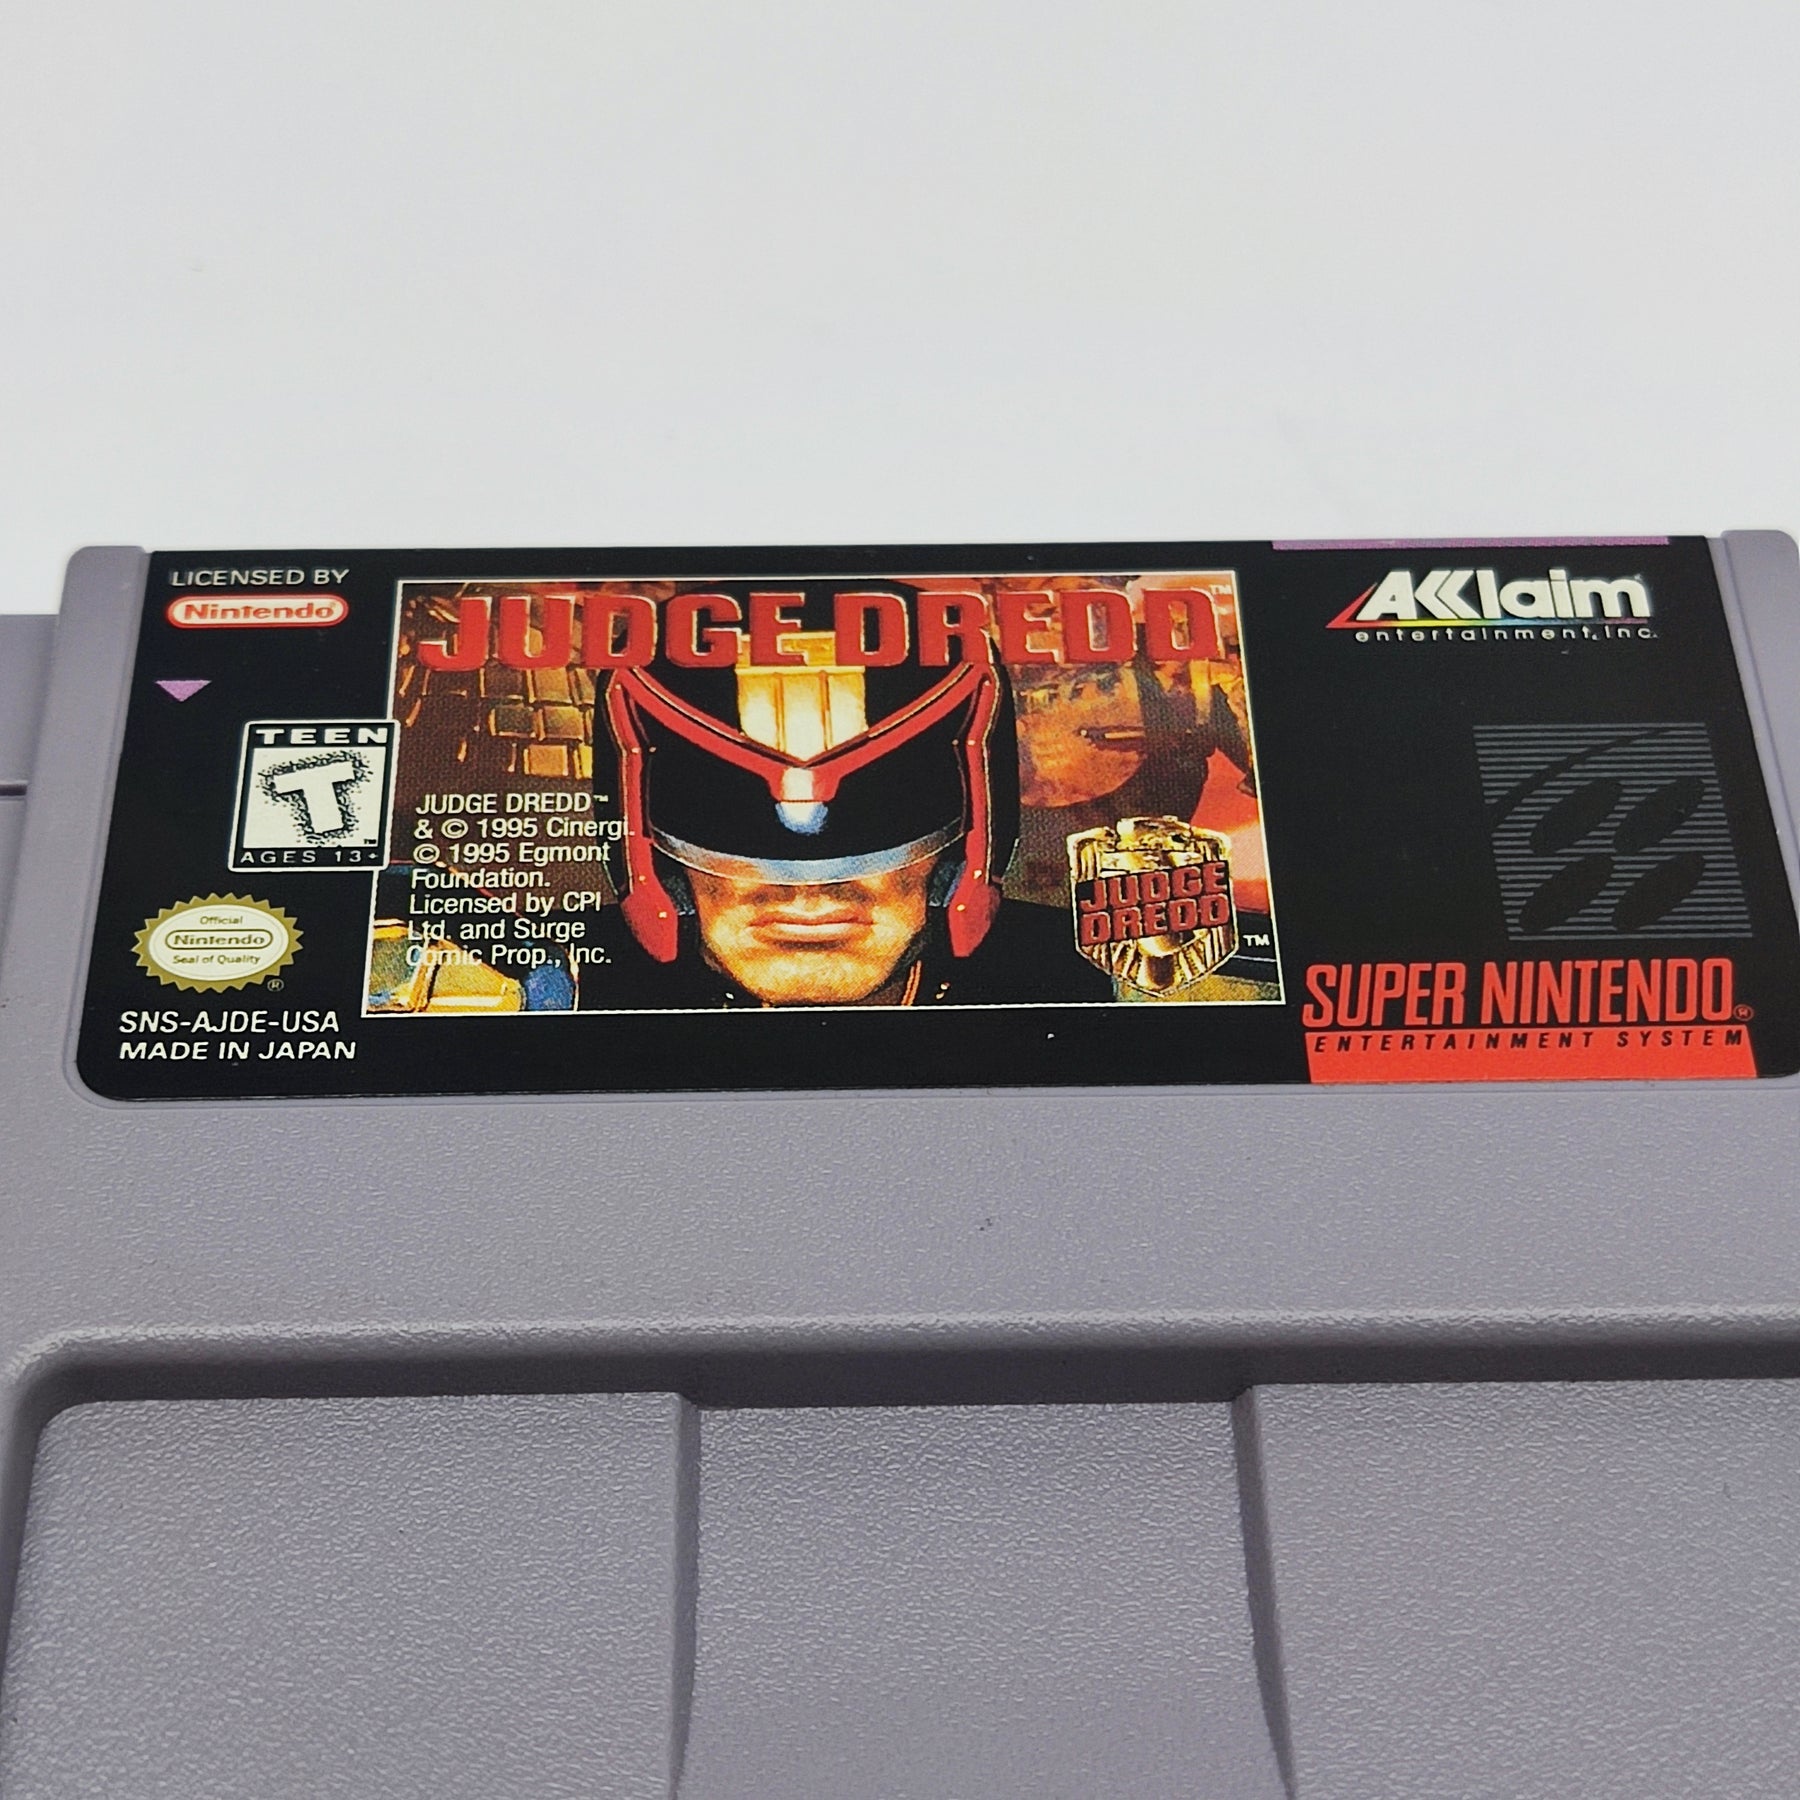 LICENSED BY
Nintendo®
TEEN
T
™
AGES 13+
Official
Nintendo
Seal of Quality
®
SNS-AJDE-USA
MADE IN JAPAN
JUDGE DREDD™
JUDGE DREDD™
& © 1995 Cinergi.
© 1995 Egmont
Foundation.
Licensed by CPI
Ltd. and Surge
Comic Prop., Inc.
JUDGE
DREDD
™
AKKlaim
entertainment, inc.
SUPER NINTENDO®
ENTERTAINMENT SYSTEM